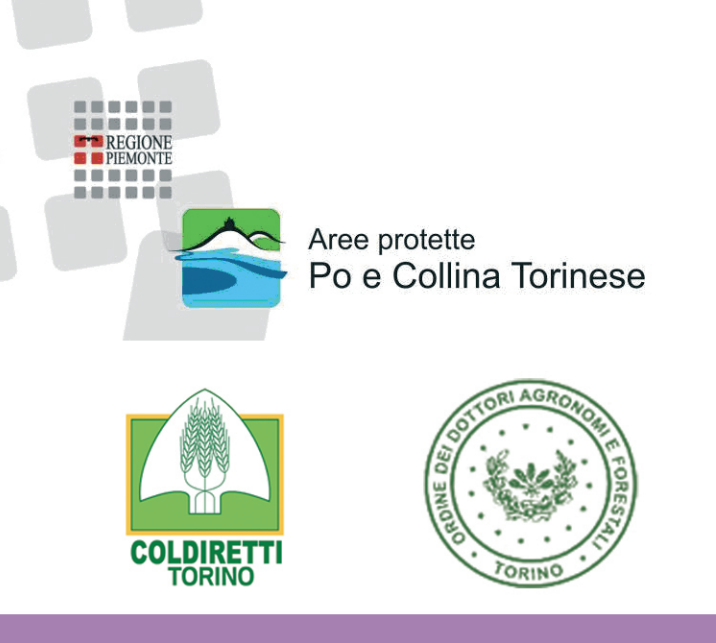 REGIONE
PIEMONTE
Aree protette
Po e Collina Torinese
COLDIRETTI
TORINO
ORDINE DEI DOTTORI AGRONOMI E FORESTALI
• TORINO •